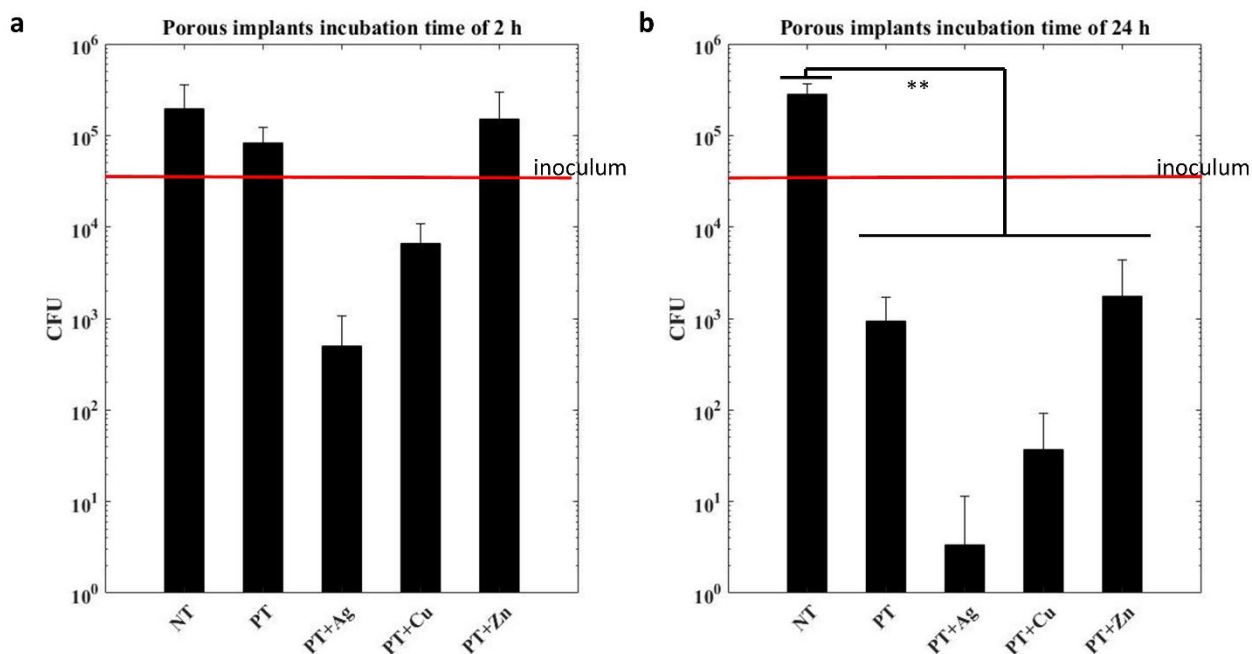 a
Porous implants incubation time of 2 h
10^6
10^5
10^4
10^3
10^2
10^1
10^0
CFU
inoculum
NT
PT
PT+Ag
PT+Cu
PT+Zn
b
Porous implants incubation time of 24 h
10^6
10^5
10^4
10^3
10^2
10^1
10^0
CFU
**
inoculum
NT
PT
PT+Ag
PT+Cu
PT+Zn